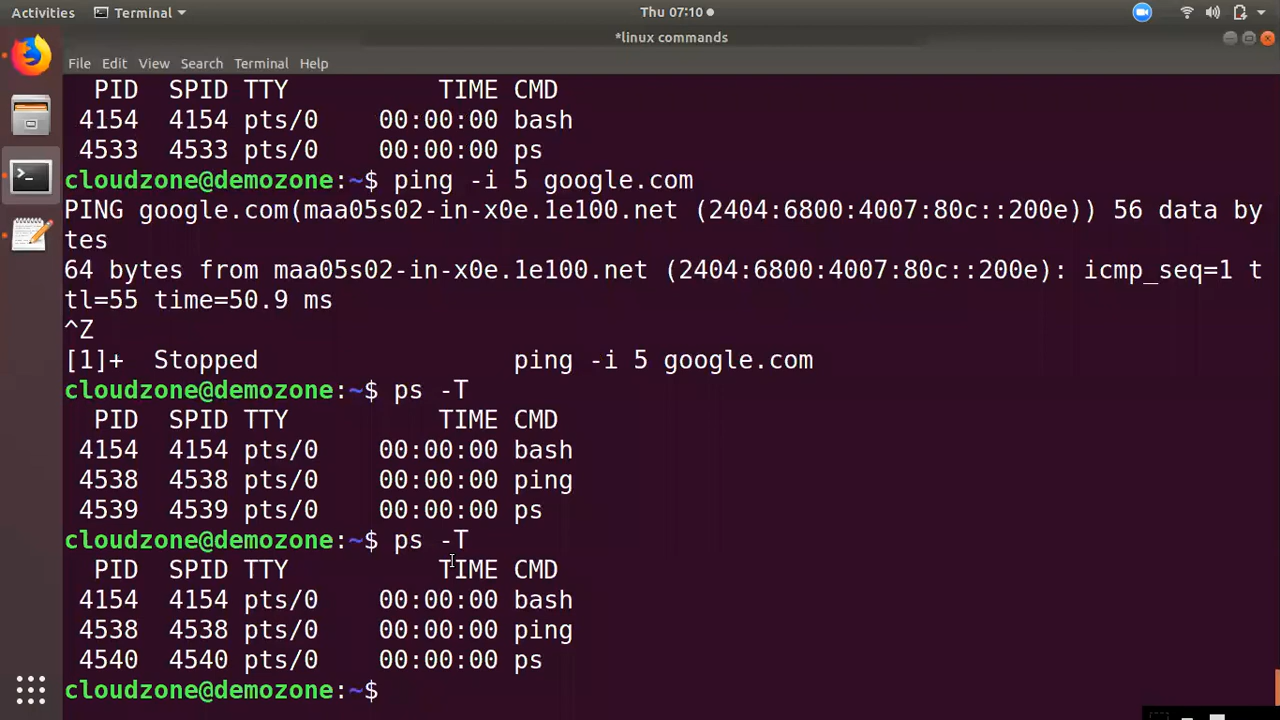 Activities
Terminal
Thu 07:10
*linux commands
File Edit View Search Terminal Help
PID SPID TTY TIME CMD
4154 4154 pts/0 00:00:00 bash
4533 4533 pts/0 00:00:00 ps
cloudzone@demozone:~$ ping -i 5 google.com
PING google.com(maa05s02-in-x0e.1e100.net (2404:6800:4007:80c::200e)) 56 data by
tes
64 bytes from maa05s02-in-x0e.1e100.net (2404:6800:4007:80c::200e): icmp_seq=1 t
tl=55 time=50.9 ms
^Z
[1]+ Stopped ping -i 5 google.com
cloudzone@demozone:~$ ps -T
PID SPID TTY TIME CMD
4154 4154 pts/0 00:00:00 bash
4538 4538 pts/0 00:00:00 ping
4539 4539 pts/0 00:00:00 ps
cloudzone@demozone:~$ ps -T
PID SPID TTY TIME CMD
4154 4154 pts/0 00:00:00 bash
4538 4538 pts/0 00:00:00 ping
4540 4540 pts/0 00:00:00 ps
cloudzone@demozone:~$